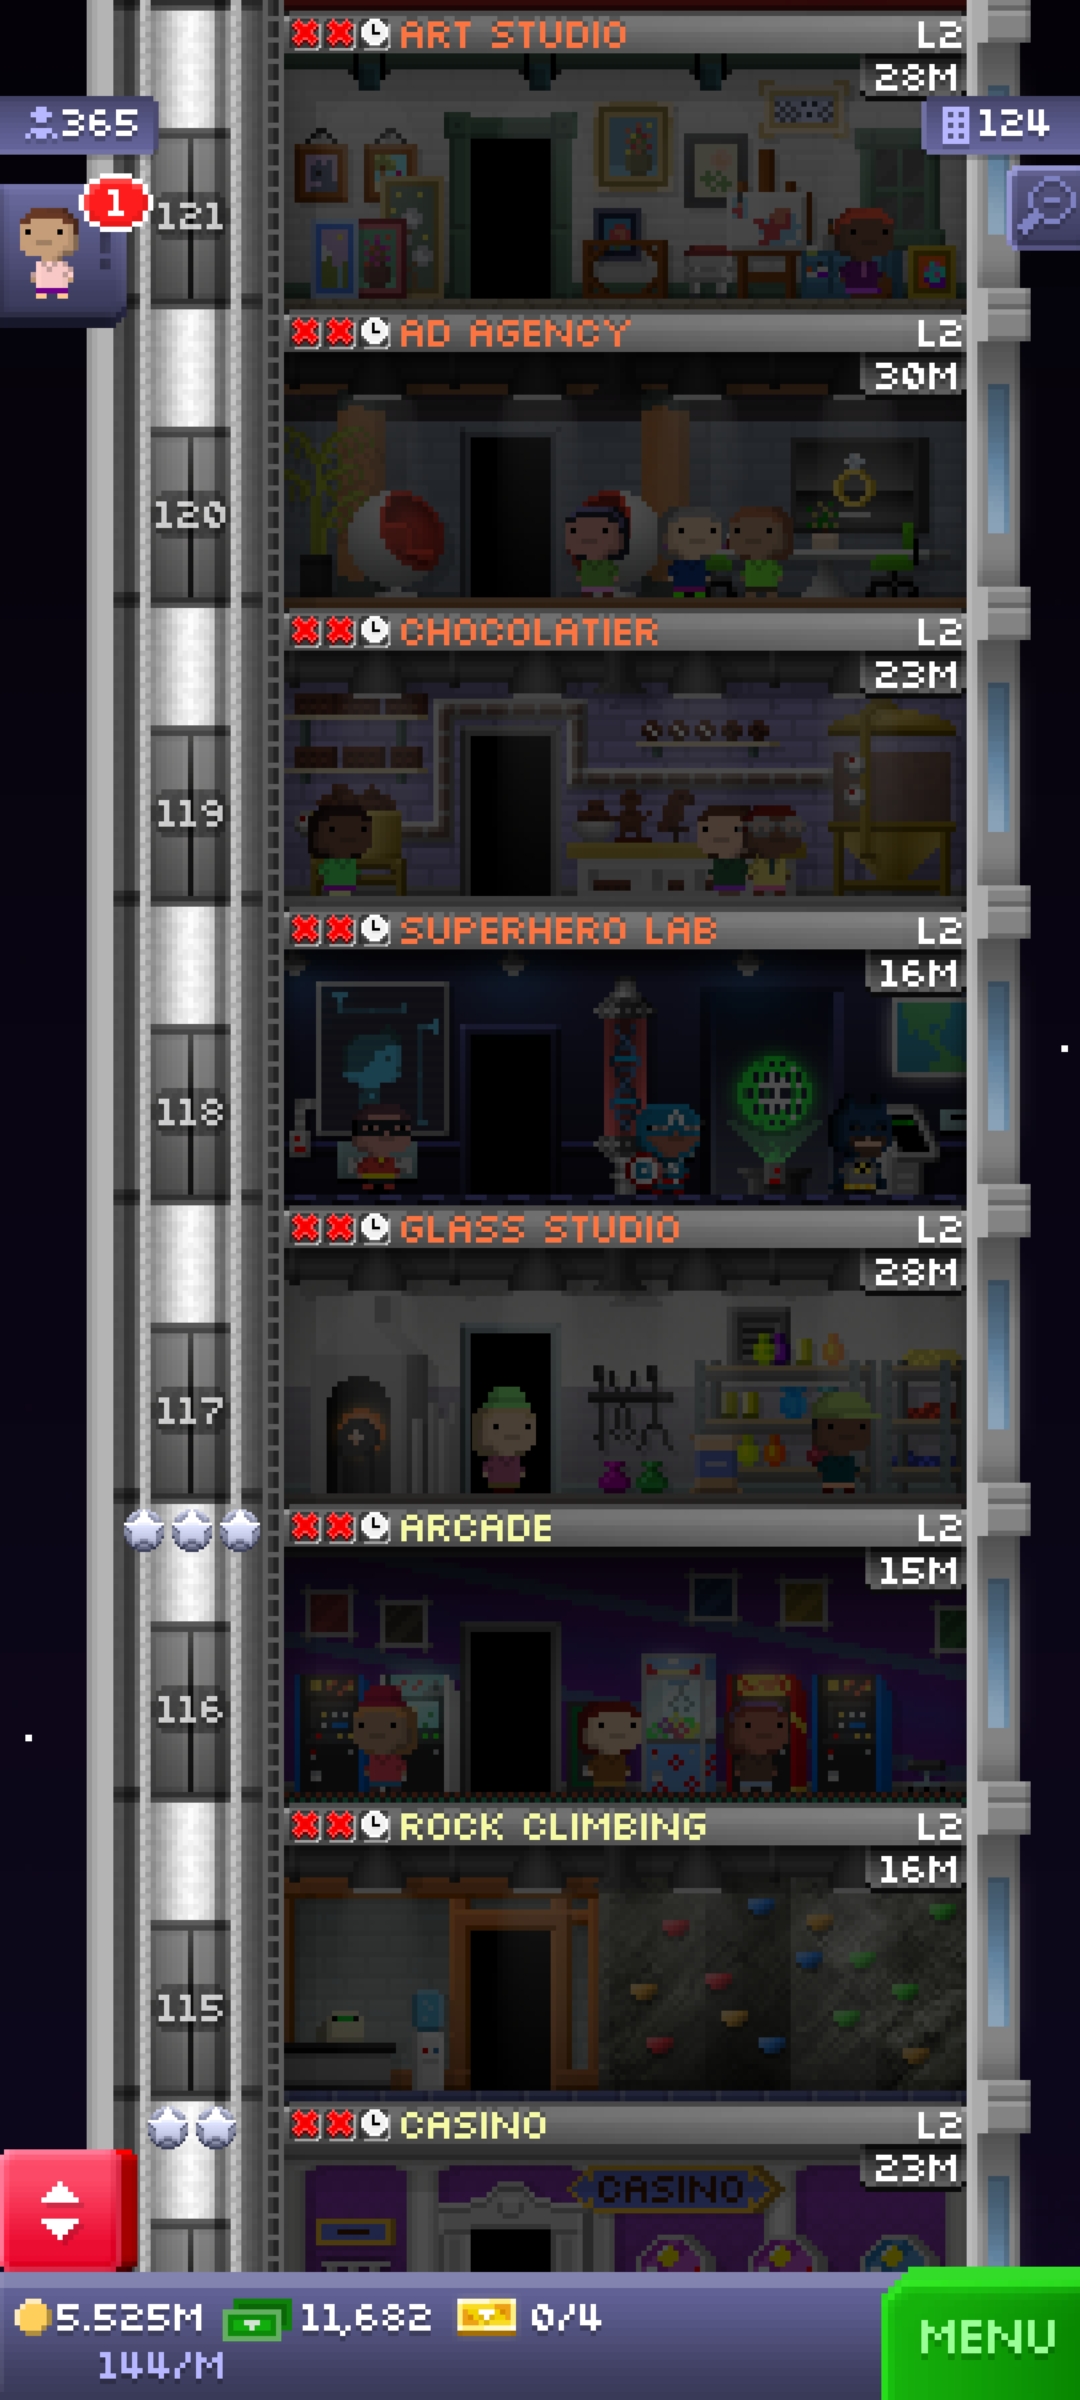 ART STUDIO L2
28M
365
124
1
121
AD AGENCY L2
30M
120
CHOCOLATIER L2
23M
119
SUPERHERO LAB L2
16M
118
GLASS STUDIO L2
28M
117
ARCADE L2
15M
116
ROCK CLIMBING L2
16M
115
CASINO L2
23M
CASINO
5.525M 11,682 0/4
MENU
144/M